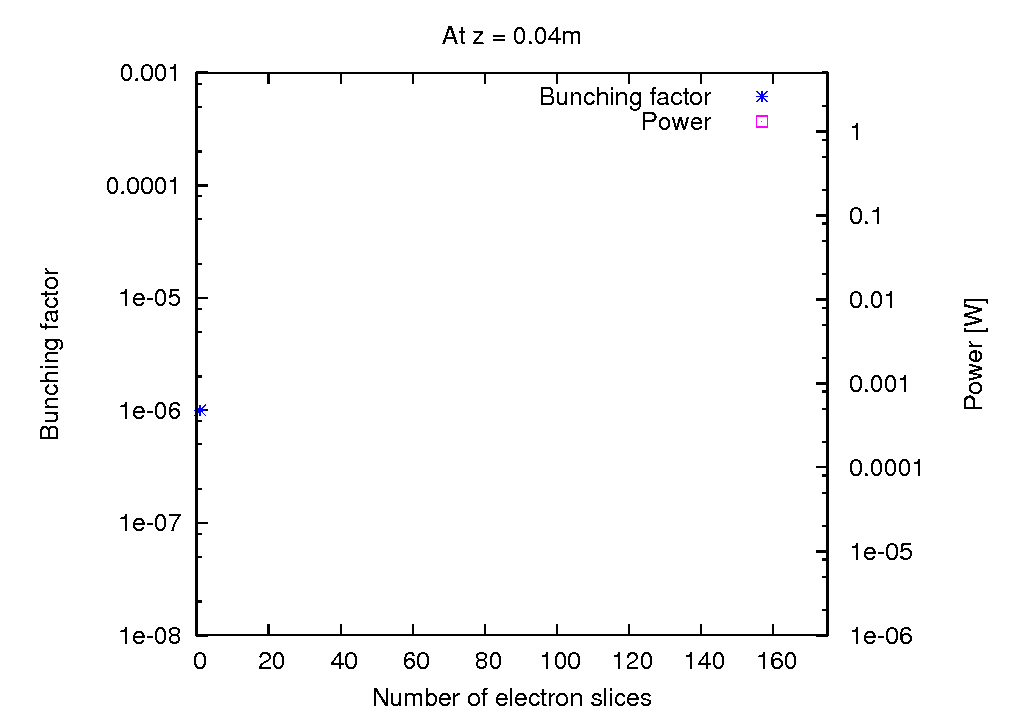 At z = 0.04m
0.001
0.0001
1e-05
1e-06
1e-07
1e-08
Bunching factor
Bunching factor
Power
1
0.1
0.01
0.001
0.0001
1e-05
1e-06
Power [W]
0 20 40 60 80 100 120 140 160
Number of electron slices